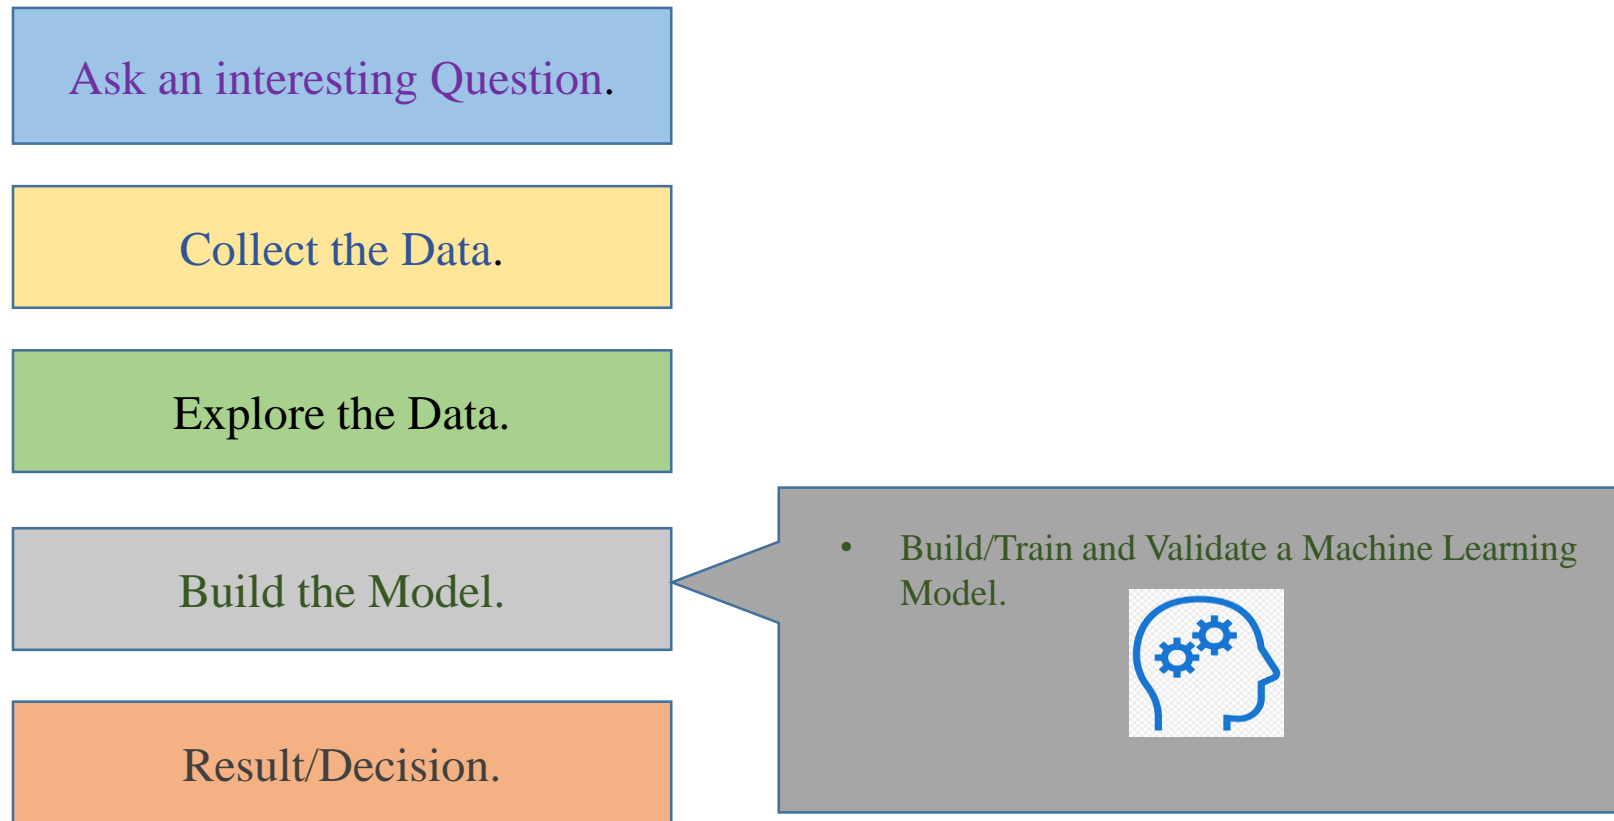 Ask an interesting Question.
Collect the Data.
Explore the Data.
Build the Model.
• Build/Train and Validate a Machine Learning
Model.
Result/Decision.